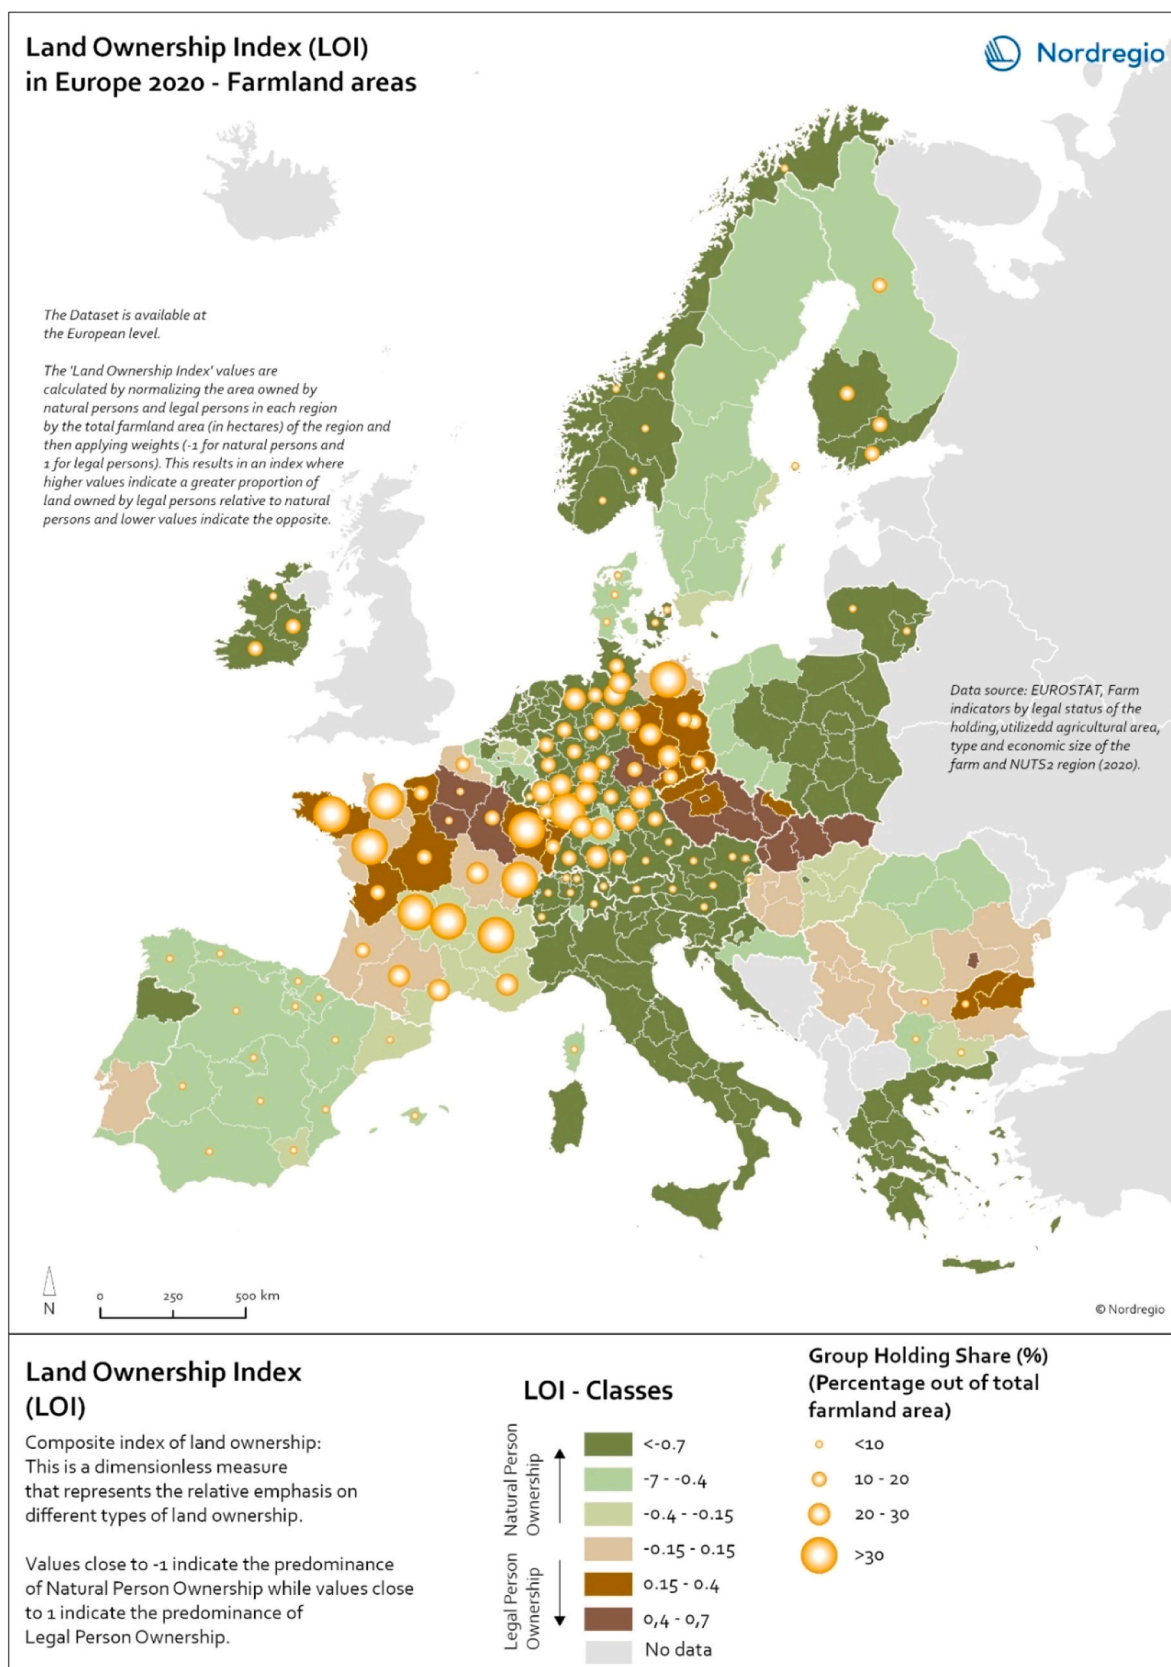 Land Ownership Index (LOI)
in Europe 2020 - Farmland areas
Nordregio
The Dataset is available at
the European level.
The 'Land Ownership Index' values are
calculated by normalizing the area owned by
natural persons and legal persons in each region
by the total farmland area (in hectares) of the region and
then applying weights (-1 for natural persons and
1 for legal persons). This results in an index where
higher values indicate a greater proportion of
land owned by legal persons relative to natural
persons and lower values indicate the opposite.
Data source: EUROSTAT, Farm
indicators by legal status of the
holding,utilizedd agricultural area,
type and economic size of the
farm and NUTS2 region (2020).
N
0 250 500 km
© Nordregio
Land Ownership Index
(LOI)
Composite index of land ownership:
This is a dimensionless measure
that represents the relative emphasis on
different types of land ownership.
Values close to -1 indicate the predominance
of Natural Person Ownership while values close
to 1 indicate the predominance of
Legal Person Ownership.
LOI - Classes
Natural Person
Ownership
Legal Person
Ownership
<-0.7
-7 - -0.4
-0.4 - -0.15
-0.15 - 0.15
0.15 - 0.4
0,4 - 0,7
No data
Group Holding Share (%)
(Percentage out of total
farmland area)
<10
10 - 20
20 - 30
>30